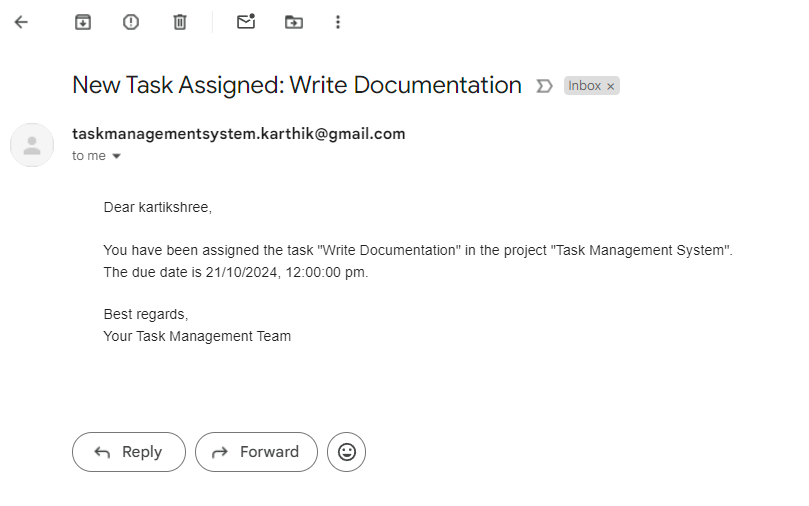 New Task Assigned: Write Documentation
Inbox x
taskmanagementsystem.karthik@gmail.com
to me
Dear kartikshree,
You have been assigned the task "Write Documentation" in the project "Task Management System".
The due date is 21/10/2024, 12:00:00 pm.
Best regards,
Your Task Management Team
Reply
Forward